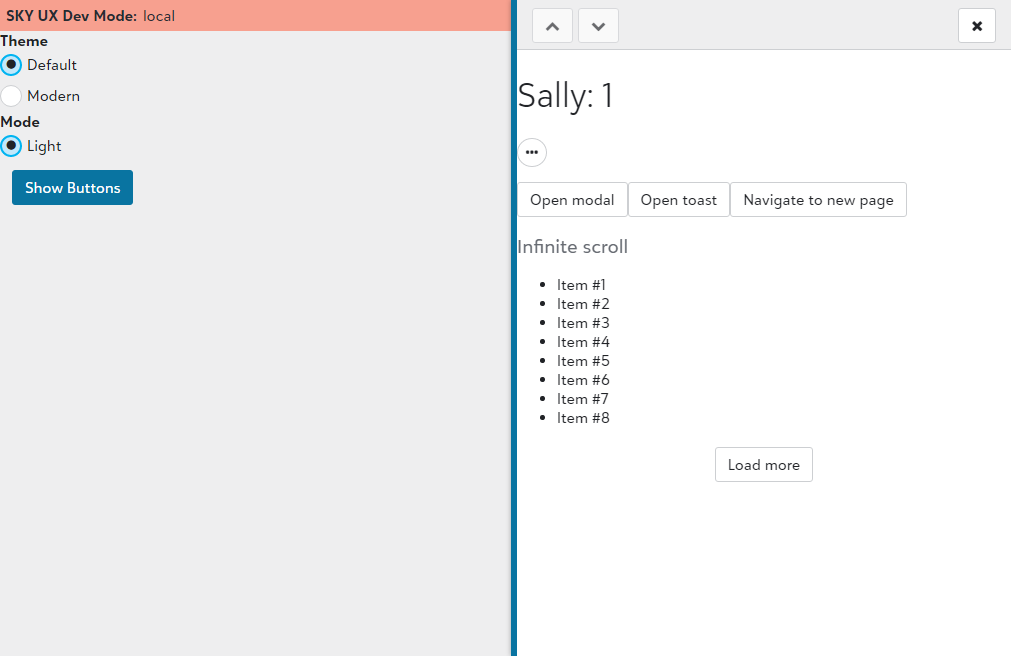 SKY UX Dev Mode: local
Theme
Default
Modern
Mode
Light
Show Buttons
Sally: 1
Open modal Open toast Navigate to new page
Infinite scroll
Item #1
Item #2
Item #3
Item #4
Item #5
Item #6
Item #7
Item #8
Load more